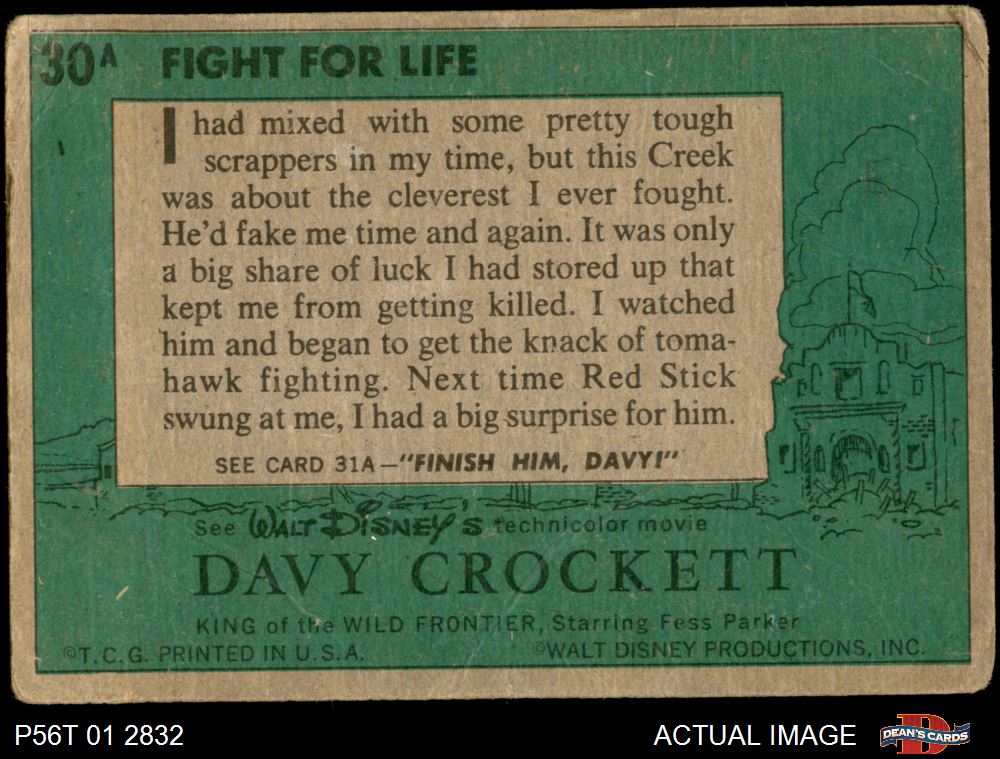 30A FIGHT FOR LIFE
I had mixed with some pretty tough
scrappers in my time, but this Creek
was about the cleverest I ever fought.
He'd fake me time and again. It was only
a big share of luck I had stored up that
kept me from getting killed. I watched
him and began to get the knack of toma-
hawk fighting. Next time Red Stick
swung at me, I had a big surprise for him.
SEE CARD 31A—"FINISH HIM, DAVY!"
See WALT DISNEY'S technicolor movie
DAVY CROCKETT
KING of the WILD FRONTIER, Starring Fess Parker
©T.C.G. PRINTED IN U.S.A. ©WALT DISNEY PRODUCTIONS, INC.
P56T 01 2832 ACTUAL IMAGE DEAN'S CARDS